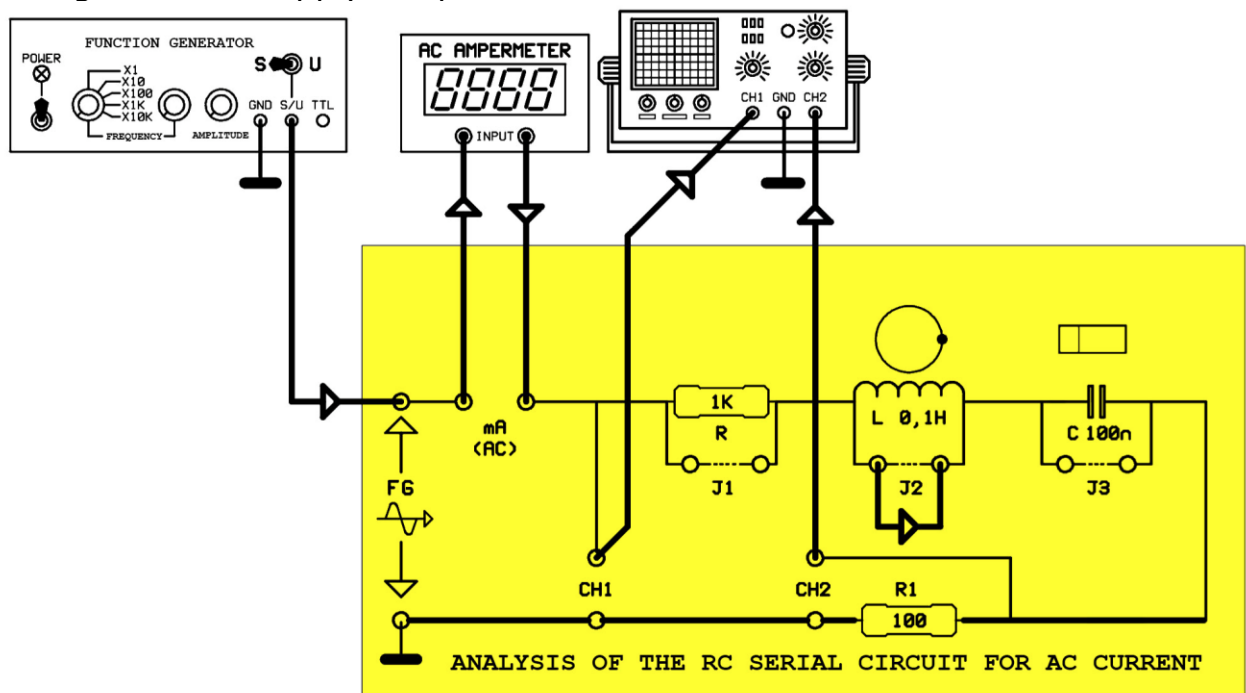 FUNCTION GENERATOR
POWER
S U
X1
X10
X100
X1K
X10K
FREQUENCY
AMPLITUDE
GND S/U TTL
AC AMPERMETER
8888
INPUT
CH1 GND CH2
mA
(AC)
1K
R
J1
L 0,1H
J2
C 100n
J3
FG
CH1
CH2
R1
100
ANALYSIS OF THE RC SERIAL CIRCUIT FOR AC CURRENT